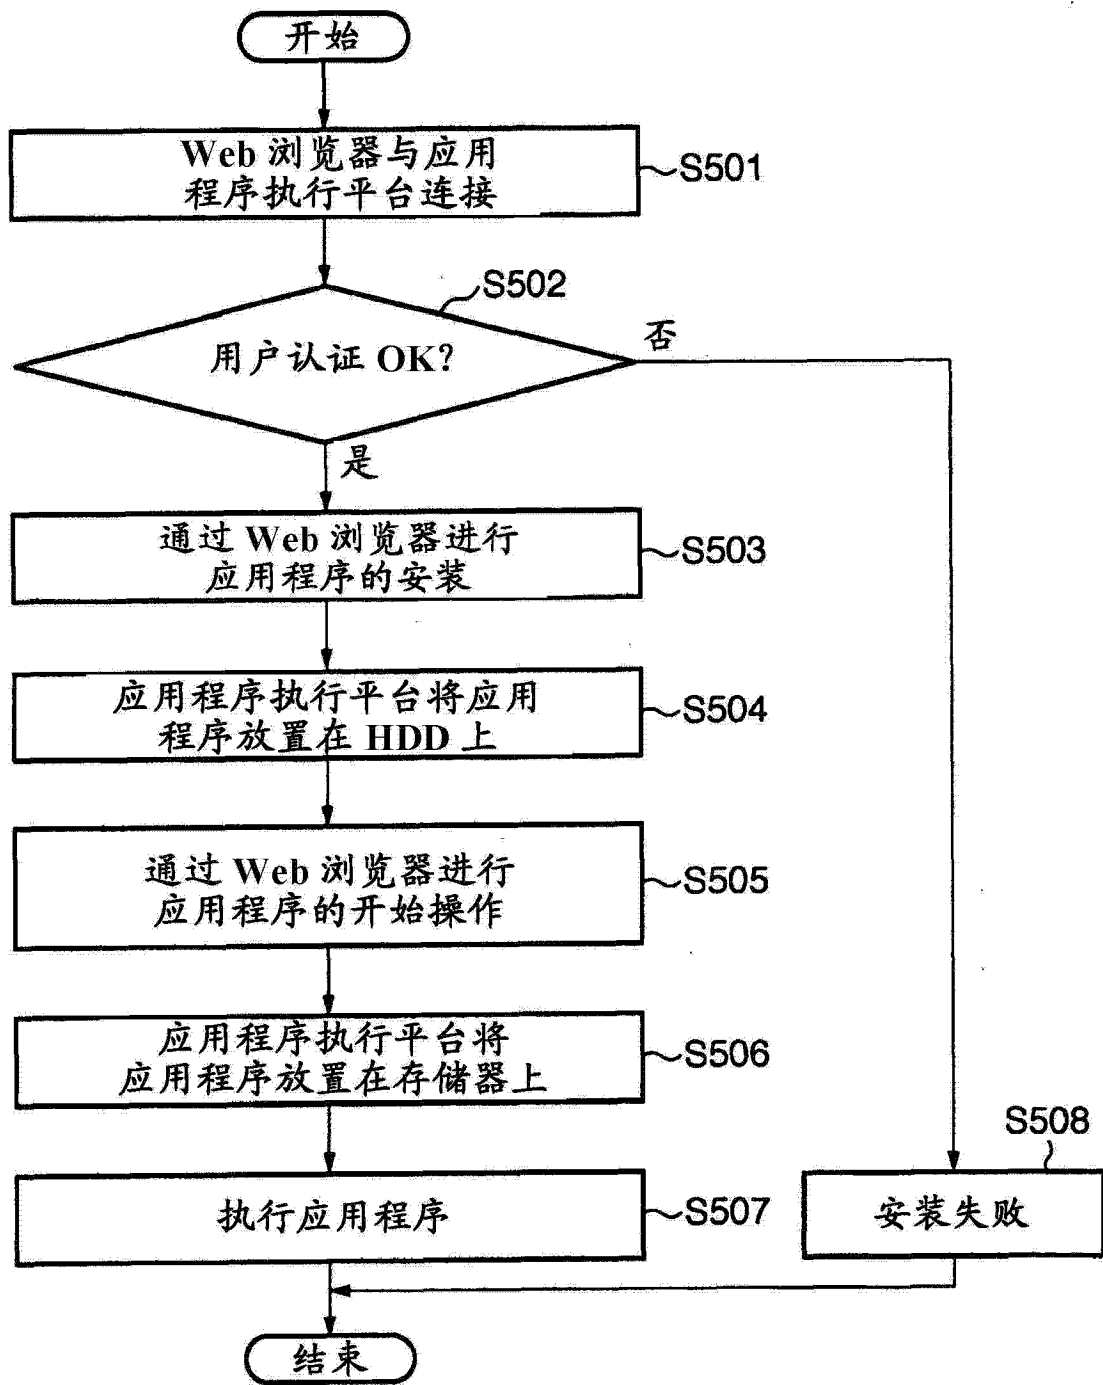 开始
Web 浏览器与应用
程序执行平台连接
S501
S502
用户认证 OK?
否
是
通过 Web 浏览器进行
应用程序的安装
S503
应用程序执行平台将应用
程序放置在 HDD 上
S504
通过 Web 浏览器进行
应用程序的开始操作
S505
应用程序执行平台将
应用程序放置在存储器上
S506
执行应用程序
S507
S508
安装失败
结束